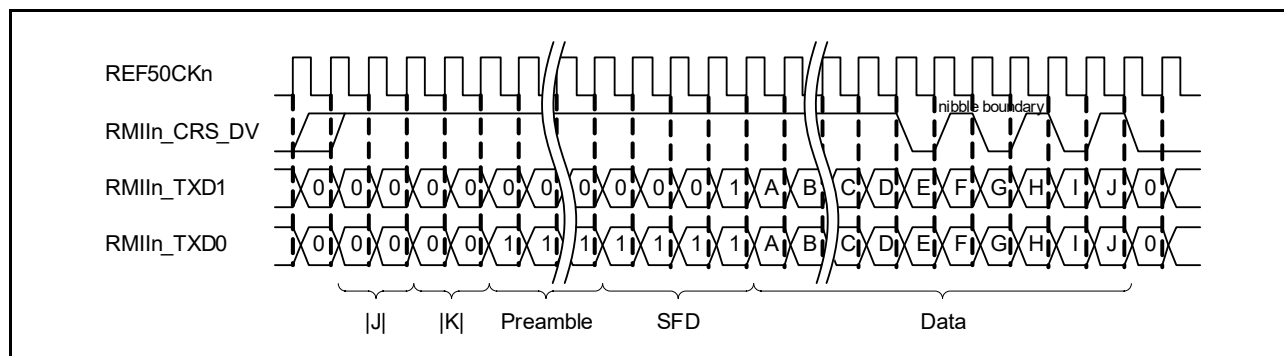 REF50CKn
nibble boundary
RMIIn_CRS_DV
RMIIn_TXD1 0 0 0 0 0 0 0 0 0 0 0 1 A B C D E F G H I J 0
RMIIn_TXD0 0 0 0 0 0 1 1 1 1 1 1 1 A B C D E F G H I J 0
|J| |K| Preamble SFD Data